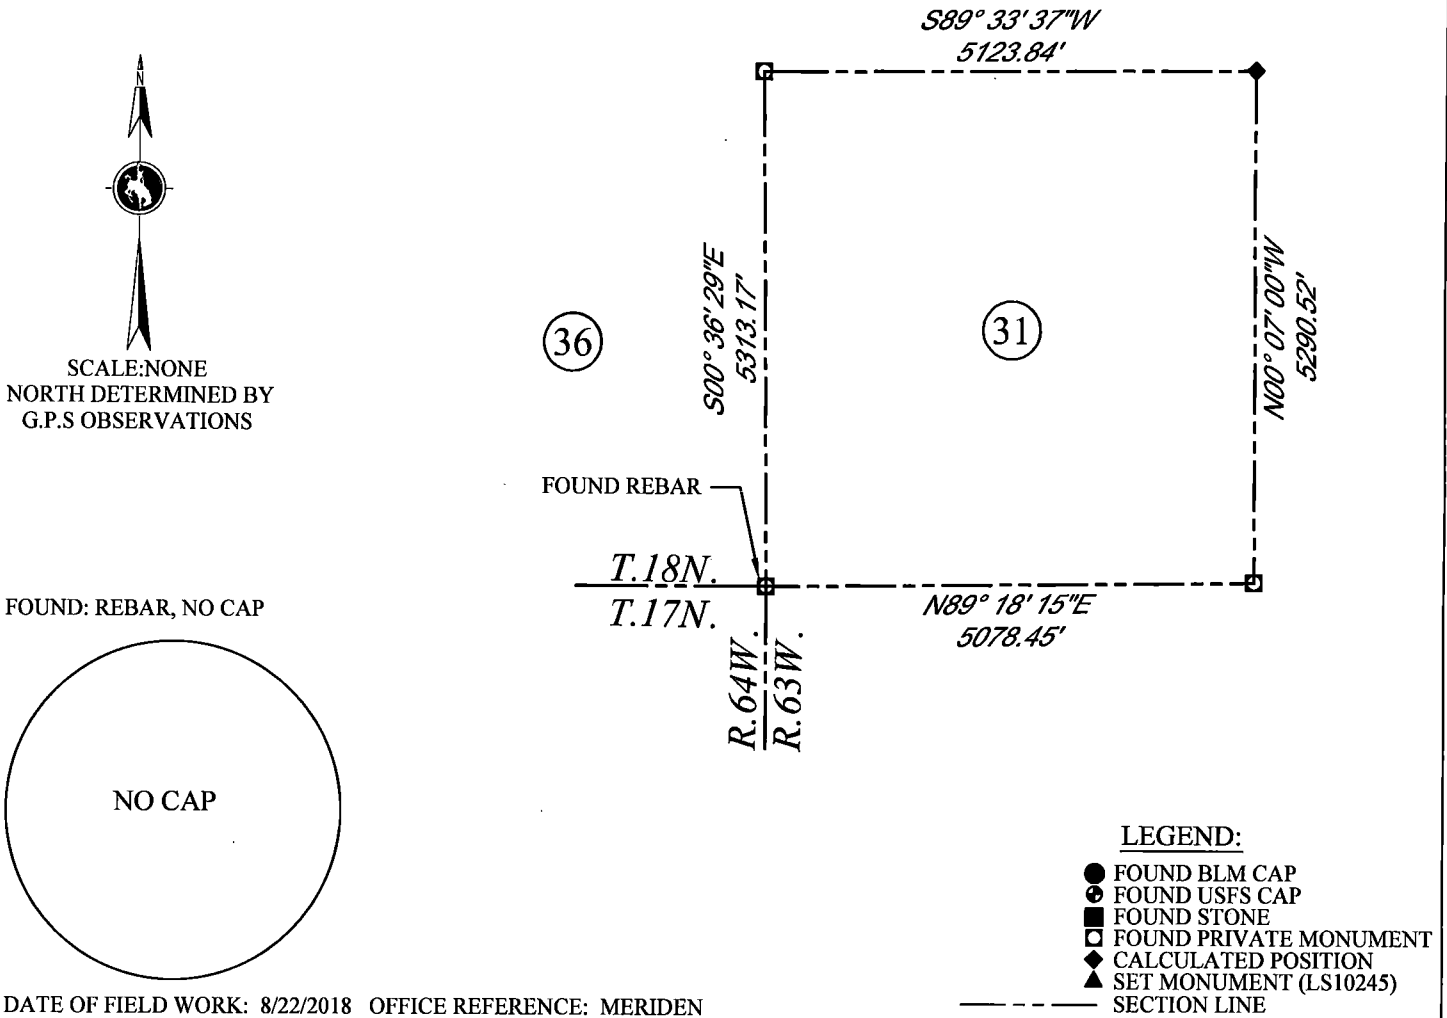 S89° 33' 37"W
5123.84'
N
SCALE:NONE
NORTH DETERMINED BY
G.P.S OBSERVATIONS
S00° 36' 29"E
5313.17'
N00° 07' 00"W
5290.52'
36
31
FOUND REBAR
T.18N.
T.17N.
N89° 18' 15"E
5078.45'
R.64W.
R.63W.
FOUND: REBAR, NO CAP
NO CAP
LEGEND:
FOUND BLM CAP
FOUND USFS CAP
FOUND STONE
FOUND PRIVATE MONUMENT
CALCULATED POSITION
SET MONUMENT (LS10245)
SECTION LINE
DATE OF FIELD WORK: 8/22/2018 OFFICE REFERENCE: MERIDEN